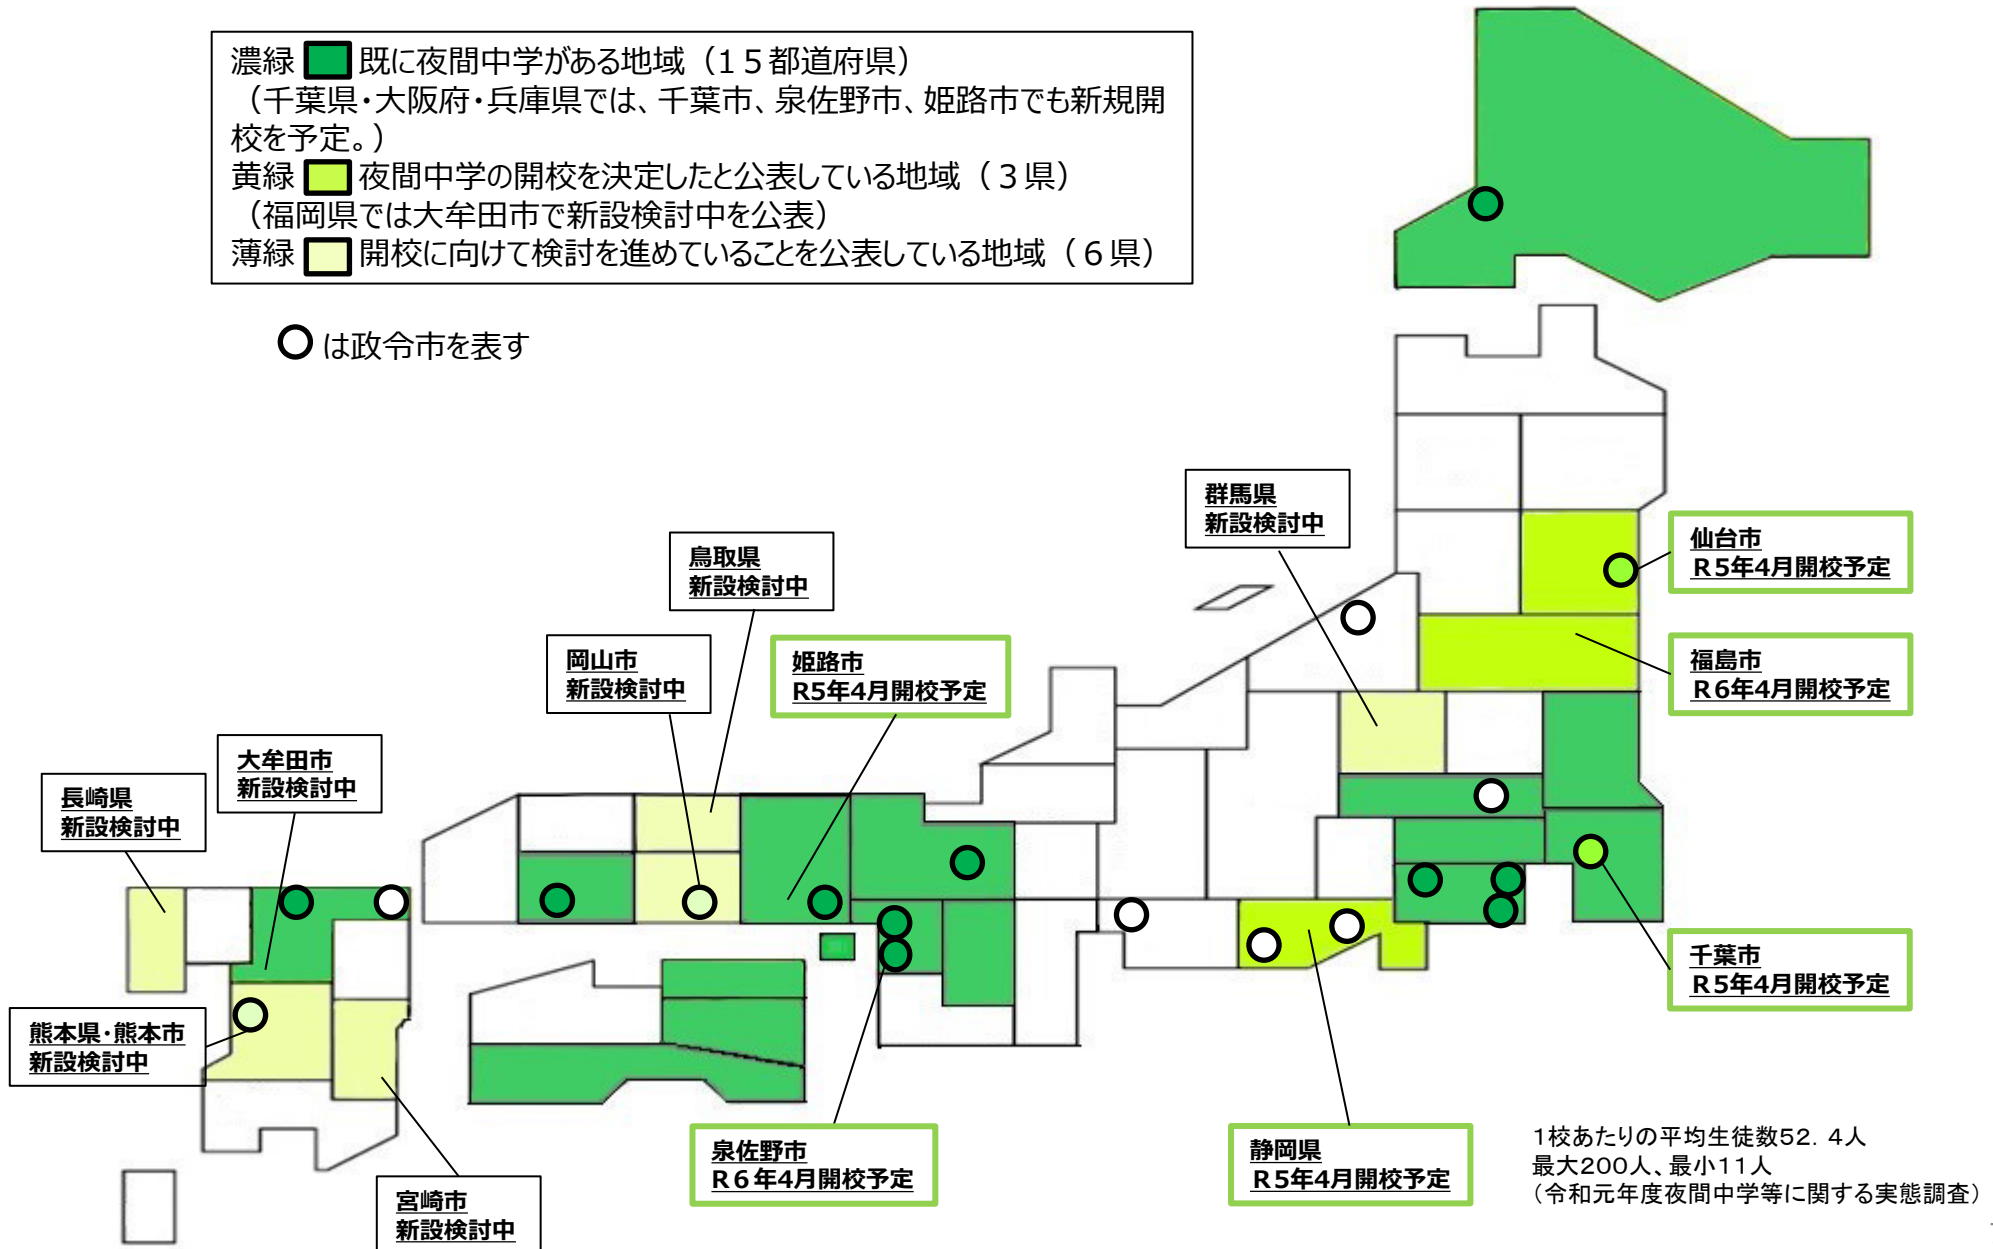 濃緑 既に夜間中学がある地域（１５都道府県）
（千葉県・大阪府・兵庫県では、千葉市、泉佐野市、姫路市でも新規開
校を予定。）
黄緑 夜間中学の開校を決定したと公表している地域（３県）
（福岡県では大牟田市で新設検討中を公表）
薄緑 開校に向けて検討を進めていることを公表している地域（６県）
は政令市を表す
群馬県
新設検討中
仙台市
Ｒ5年4月開校予定
鳥取県
新設検討中
岡山市
新設検討中
姫路市
R5年4月開校予定
福島市
Ｒ6年4月開校予定
大牟田市
新設検討中
長崎県
新設検討中
千葉市
Ｒ5年4月開校予定
熊本県・熊本市
新設検討中
泉佐野市
Ｒ６年4月開校予定
静岡県
Ｒ5年4月開校予定
宮崎市
新設検討中
１校あたりの平均生徒数５２．４人
最大２００人、最小１１人
（令和元年度夜間中学等に関する実態調査）